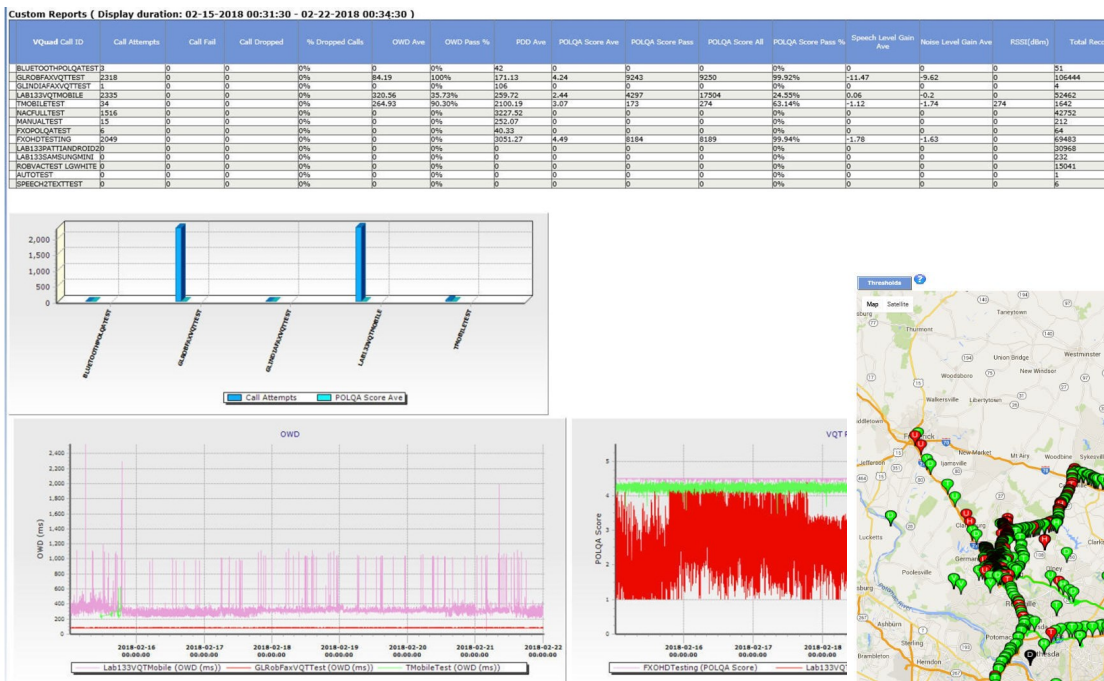 Custom Reports ( Display duration: 02-15-2018 00:31:30 - 02-22-2018 00:34:30 )
VQuad Call ID Call Attempts Call Fail Call Dropped % Dropped Calls OWD Ave OWD Pass % PDD Ave POLQA Score Ave POLQA Score Pass POLQA Score All POLQA Score Pass % Speech Level Gain Ave Noise Level Gain Ave RSSI(dBm) Total Reco
BLUETOOTHPOLQATEST 3 0 0 0% 0 0% 42 0 0 0 0% 0 0 0 51
GLROBFAXVQTTEST 2318 0 0 0% 84.19 100% 171.13 4.24 9243 9250 99.92% -11.47 -9.62 0 106444
GLINDIAFAXVQTTEST 1 0 0 0% 0 0% 106 0 0 0 0% 0 0 0 4
LAB133VQTMOBILE 2335 0 0 0% 320.56 35.73% 259.72 2.44 4297 17504 24.55% 0.06 -0.2 0 52462
TMOBILETEST 34 0 0 0% 264.93 90.30% 2100.19 3.07 173 274 63.14% -1.12 -1.74 274 1642
NACFULLTEST 1516 0 0 0% 0 0% 3227.52 0 0 0 0% 0 0 0 42752
MANUALTEST 15 0 0 0% 0 0% 252.07 0 0 0 0% 0 0 0 212
FXOPOLQATEST 6 0 0 0% 0 0% 40.33 0 0 0 0% 0 0 0 64
FXOHDTESTING 2049 0 0 0% 0 0% 3051.27 4.49 8184 8189 99.94% -1.78 -1.63 0 69483
LAB133PATTIANDROID2 0 0 0 0% 0 0% 0 0 0 0 0% 0 0 0 30968
LAB133SAMSUNGMINI 0 0 0 0% 0 0% 0 0 0 0 0% 0 0 0 232
ROBVACTEST LGWHITE 0 0 0 0% 0 0% 0 0 0 0 0% 0 0 0 15041
AUTOTEST 0 0 0 0% 0 0% 0 0 0 0 0% 0 0 0 1
SPEECH2TEXTTEST 0 0 0 0% 0 0% 0 0 0 0 0% 0 0 0 6
2,000
1,500
1,000
500
0
BLUETOOTHPOLQATEST
GLROBFAXVQTTEST
GLINDIAFAXVQTTEST
LAB133VQTMOBILE
TMOBILETEST
Call Attempts POLQA Score Ave
OWD
OWD (ms)
2,400
2,200
2,000
1,800
1,600
1,400
1,200
1,000
800
600
400
200
0
2018-02-16 2018-02-17 2018-02-18 2018-02-19 2018-02-20 2018-02-21 2018-02-22
00:00:00 00:00:00 00:00:00 00:00:00 00:00:00 00:00:00 00:00:00
Lab133VQTMobile (OWD (ms)) GLRobFaxVQTTest (OWD (ms)) TMobileTest (OWD (ms))
VQT
POLQA Score
5
4
3
2
1
0
2018-02-16 2018-02-17 2018-02-18
00:00:00 00:00:00 00:00:00
FXOHDTesting (POLQA Score) Lab133VQ
Thresholds ?
Map Satellite
Taneytown
Thurmont
Union Bridge
Westminster
Woodsboro
New Windsor
Walkersville
Libertytown
New Market
Mt Airy
Woodbine
Sykesvill
Jefferson
Ijamsville
Lucketts
Poolesville
Olney
Ashburn
Sterling
Potomac
Brambleton
Herndon